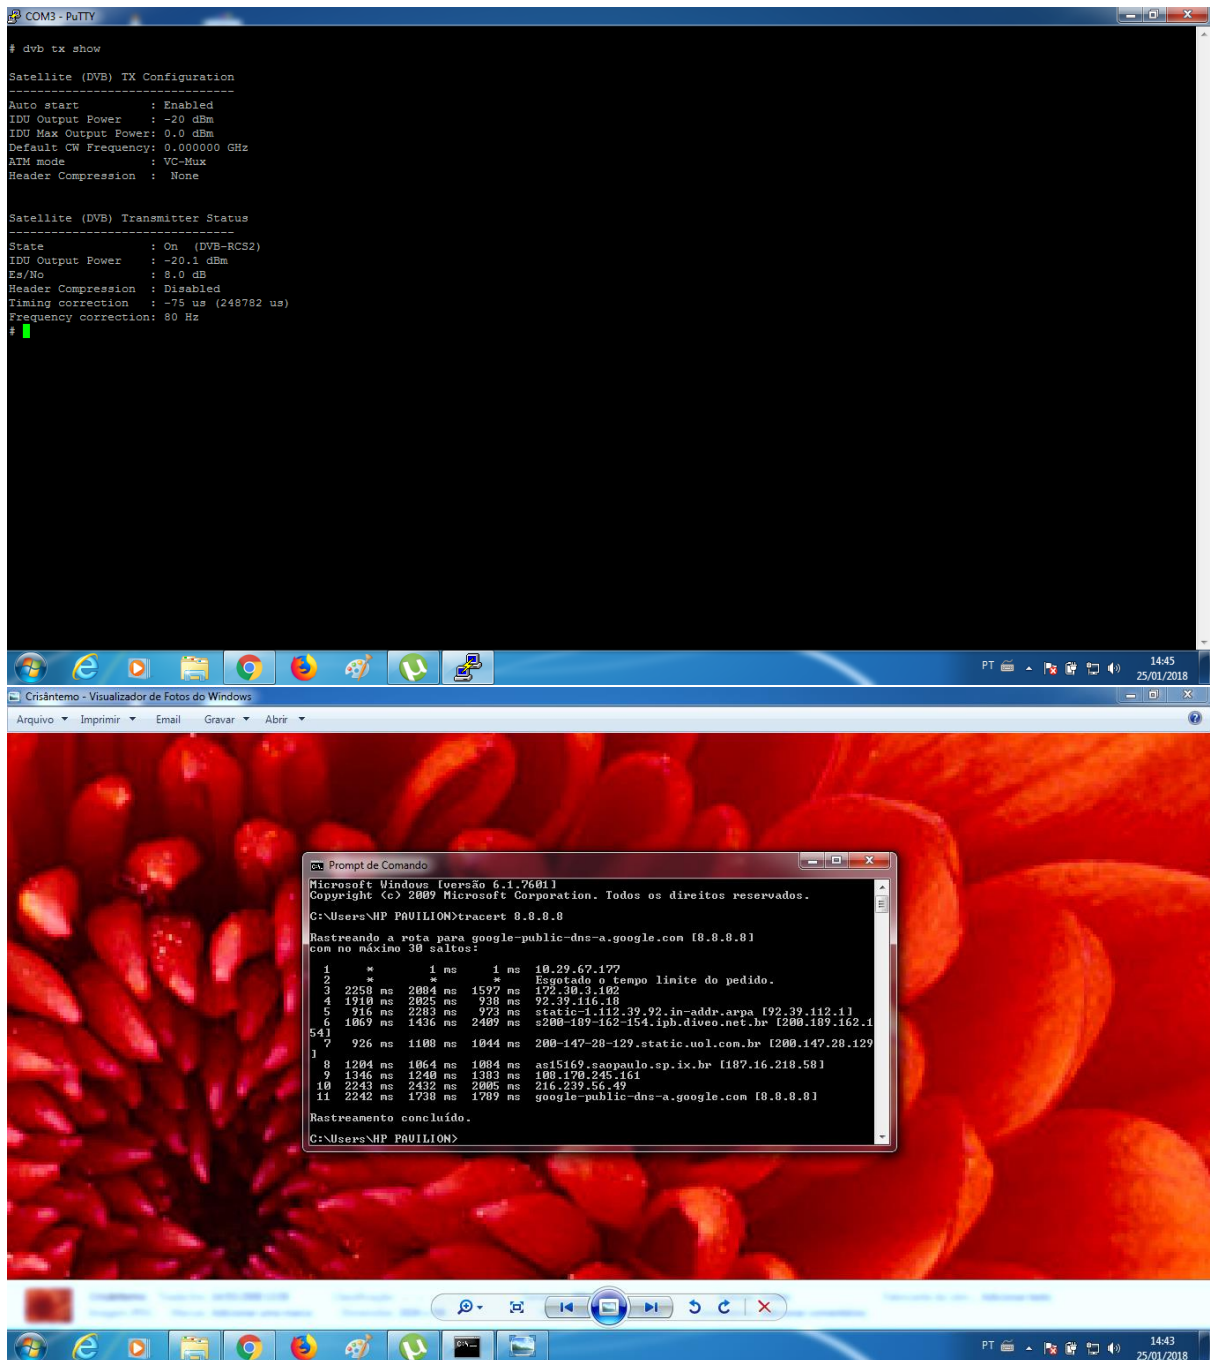 COM3 - PuTTY
# dvb tx show
Satellite (DVB) TX Configuration
--------------------------------
Auto start : Enabled
IDU Output Power : -20 dBm
IDU Max Output Power: 0.0 dBm
Default CW Frequency: 0.000000 GHz
ATM mode : VC-Mux
Header Compression : None
Satellite (DVB) Transmitter Status
--------------------------------
State : On (DVB-RCS2)
IDU Output Power : -20.1 dBm
Es/No : 8.0 dB
Header Compression : Disabled
Timing correction : -75 us (248782 us)
Frequency correction: 80 Hz
#
PT
14:45
25/01/2018
Crisântemo - Visualizador de Fotos do Windows
Arquivo Imprimir Email Gravar Abrir
Prompt de Comando
Microsoft Windows [versão 6.1.7601]
Copyright (c) 2009 Microsoft Corporation. Todos os direitos reservados.
C:\Users\HP PAVILION>tracert 8.8.8.8
Rastreando a rota para google-public-dns-a.google.com [8.8.8.8]
com no máximo 30 saltos:
1 * 1 ms 1 ms 10.29.67.177
2 * * * Esgotado o tempo limite do pedido.
3 2258 ms 2084 ms 1597 ms 172.30.3.102
4 1910 ms 2025 ms 938 ms 92.39.116.18
5 916 ms 2283 ms 973 ms static-1.112.39.92.in-addr.arpa [92.39.112.1]
6 1069 ms 1436 ms 2409 ms s200-189-162-154.ipb.diveo.net.br [200.189.162.1
54]
7 926 ms 1108 ms 1044 ms 200-147-28-129.static.uol.com.br [200.147.28.129
]
8 1204 ms 1064 ms 1084 ms as15169.saopaulo.sp.ix.br [187.16.218.58]
9 1346 ms 1240 ms 1383 ms 108.170.245.161
10 2243 ms 2432 ms 2005 ms 216.239.56.49
11 2242 ms 1738 ms 1789 ms google-public-dns-a.google.com [8.8.8.8]
Rastreamento concluído.
C:\Users\HP PAVILION>
PT
14:43
25/01/2018